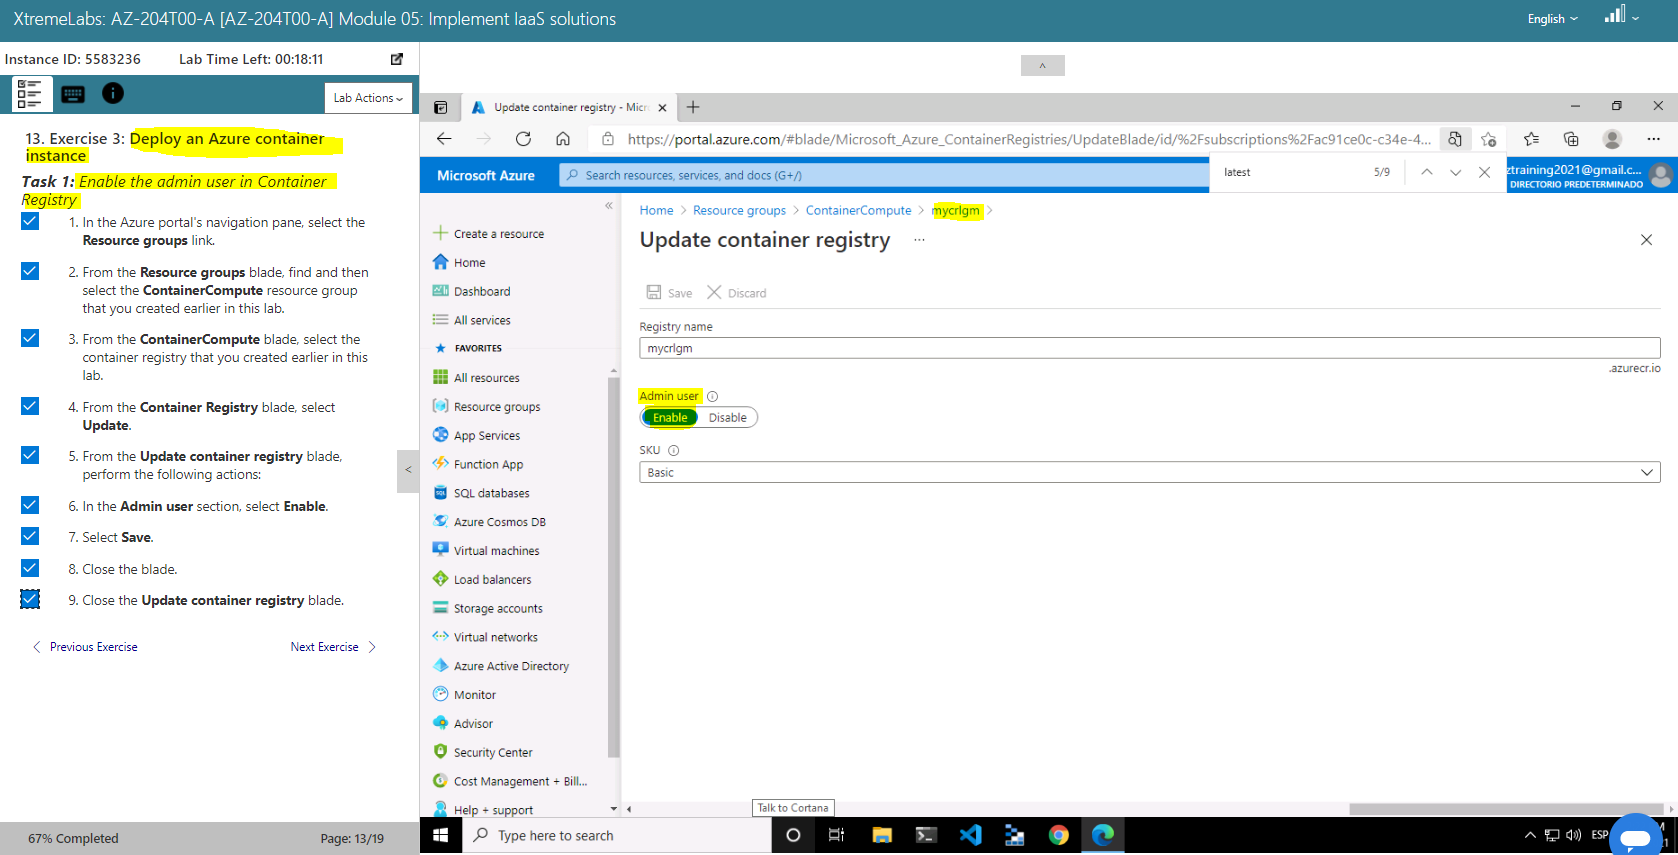 XtremeLabs: AZ-204T00-A [AZ-204T00-A] Module 05: Implement IaaS solutions
English
Instance ID: 5583236
Lab Time Left: 00:18:11
Lab Actions
13. Exercise 3: Deploy an Azure container
instance
Task 1: Enable the admin user in Container
Registry
1. In the Azure portal's navigation pane, select the
Resource groups link.
2. From the Resource groups blade, find and then
select the ContainerCompute resource group
that you created earlier in this lab.
3. From the ContainerCompute blade, select the
container registry that you created earlier in this
lab.
4. From the Container Registry blade, select
Update.
5. From the Update container registry blade,
perform the following actions:
6. In the Admin user section, select Enable.
7. Select Save.
8. Close the blade.
9. Close the Update container registry blade.
Previous Exercise
Next Exercise
67% Completed
Page: 13/19
Update container registry - Micr
https://portal.azure.com/#blade/Microsoft_Azure_ContainerRegistries/UpdateBlade/id/%2Fsubscriptions%2Fac91ce0c-c34e-4...
latest
5/9
Microsoft Azure
Search resources, services, and docs (G+/)
ztraining2021@gmail.c...
DIRECTORIO PREDETERMINADO
Create a resource
Home
Dashboard
All services
FAVORITES
All resources
Resource groups
App Services
Function App
SQL databases
Azure Cosmos DB
Virtual machines
Load balancers
Storage accounts
Virtual networks
Azure Active Directory
Monitor
Advisor
Security Center
Cost Management + Bill...
Help + support
Home > Resource groups > ContainerCompute > mycrlgm >
Update container registry ...
Save
Discard
Registry name
mycrlgm
.azurecr.io
Admin user
Enable
Disable
SKU
Basic
Talk to Cortana
Type here to search
ESP